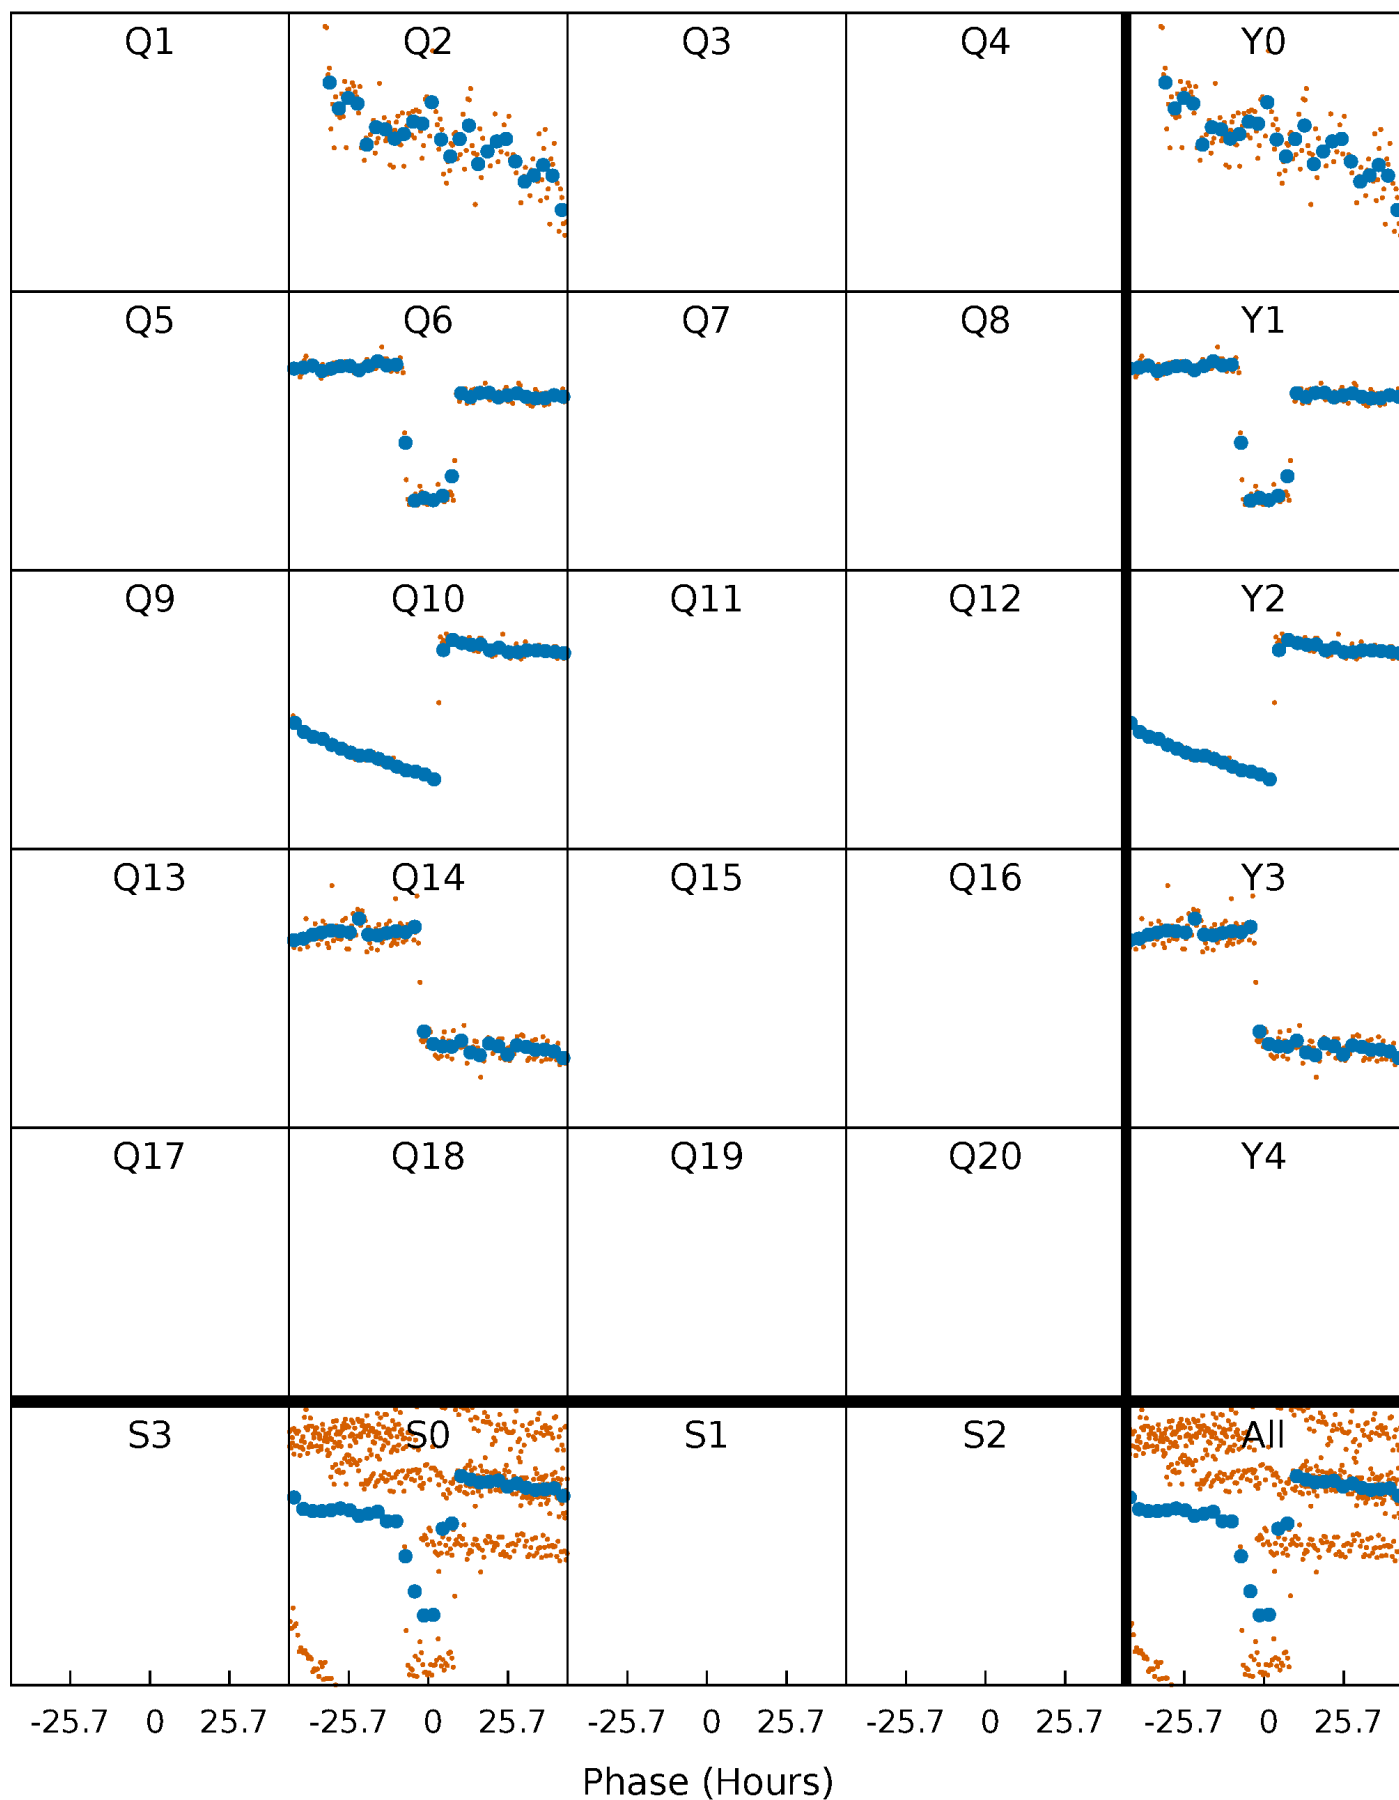 Q1 Q2 Q3 Q4 Y0
Q5 Q6 Q7 Q8 Y1
Q9 Q10 Q11 Q12 Y2
Q13 Q14 Q15 Q16 Y3
Q17 Q18 Q19 Q20 Y4
S3 S0 S1 S2 All
-25.7 0 25.7 -25.7 0 25.7 -25.7 0 25.7 -25.7 0 25.7 -25.7 0 25.7
Phase (Hours)